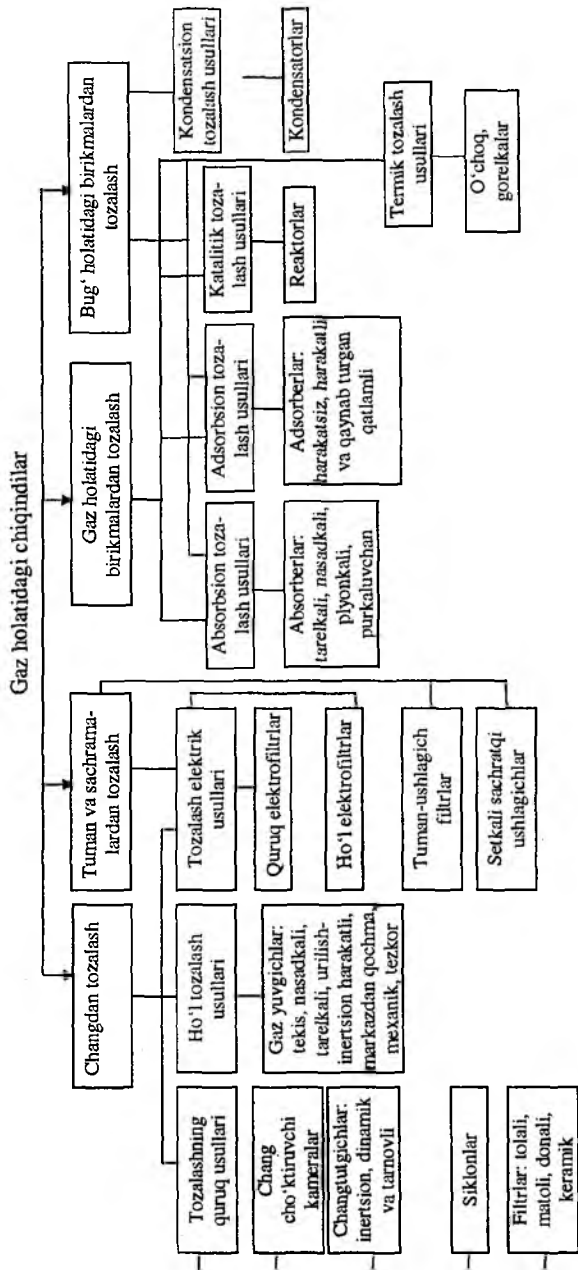 Gaz holatidagi chiqindilar
Changdan tozalash
Tuman va sachrama-
lardan tozalash
Gaz holatidagi
birikmalardan tozalash
Bug‘ holatidagi birikmalardan
tozalash
Tozalashning
quruq usullari
Ho‘l tozalash
usullari
Tozalash elektrik
usullari
Absorbsion toza-
lash usullari
Adsorbsion toza-
lash usullari
Katalitik toza-
lash usullari
Kondensatsion
tozalash usullari
Chang
cho‘ktiruvchi
kameralar
Changtutgichlar:
inertsion, dinamik
va tarnovli
Siklonlar
Filtrlar: tolali,
matoli, donali,
keramik
Gaz yuvgichlar:
tekis, nasadkali,
tarelkali, urilish-
inertsion harakatli,
markazdan qochma,
mexanik, tezkor
Quruq elektrofiltrlar
Ho‘l elektrofiltrlar
Tuman-ushlagich
filtrlar
Setkali sachratqi
ushlagichlar
Absorberlar:
tarelkali, nasadkali,
plyonkali,
purkaluvchan
Adsorberlar:
harakatsiz, harakatli
va qaynab turgan
qatlamli
Reaktorlar
Kondensatorlar
Termik tozalash
usullari
O‘choq,
gorelkalar